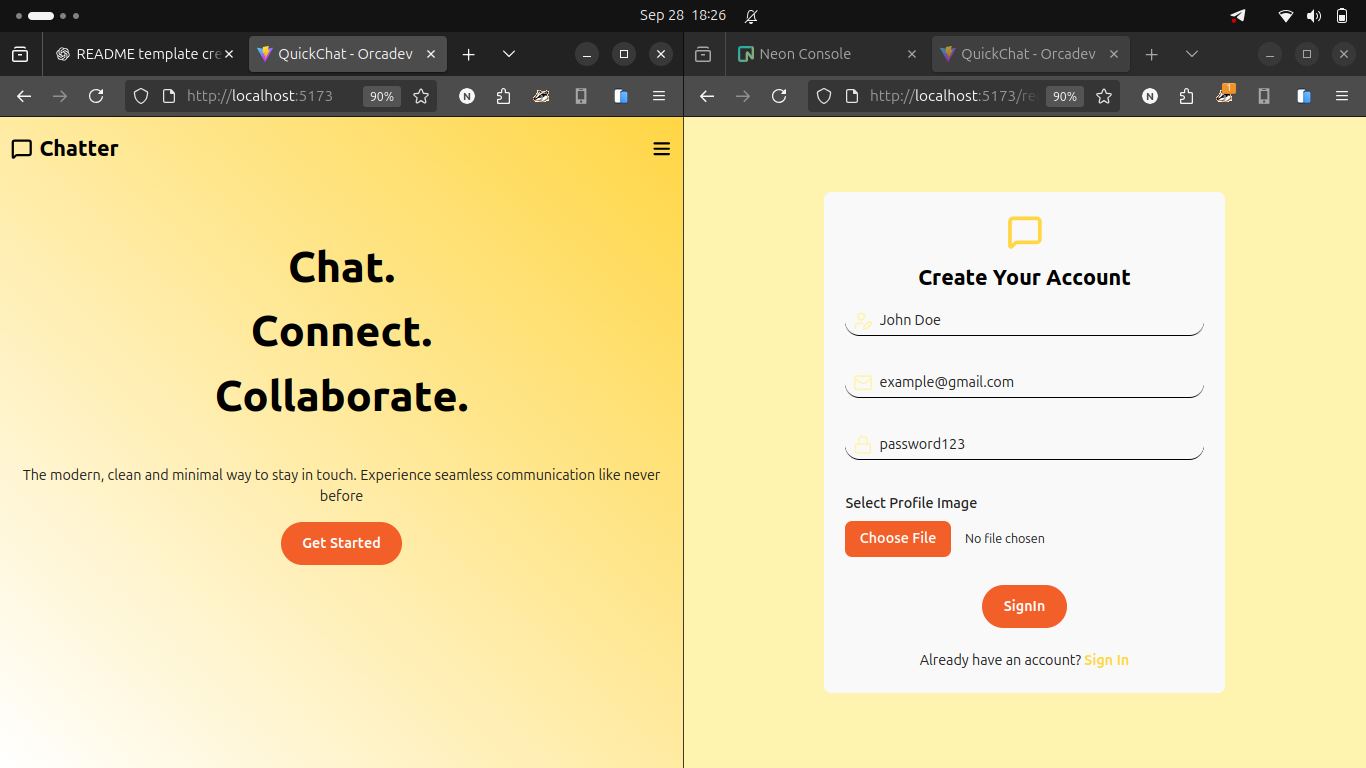 Sep 28 18:26
README template cre
QuickChat - Orcadev
http://localhost:5173
90%
N
Chatter
Chat.
Connect.
Collaborate.
The modern, clean and minimal way to stay in touch. Experience seamless communication like never
before
Get Started
Neon Console
QuickChat - Orcadev
http://localhost:5173/re
90%
N
1
Create Your Account
John Doe
example@gmail.com
password123
Select Profile Image
Choose File
No file chosen
SignIn
Already have an account? Sign In